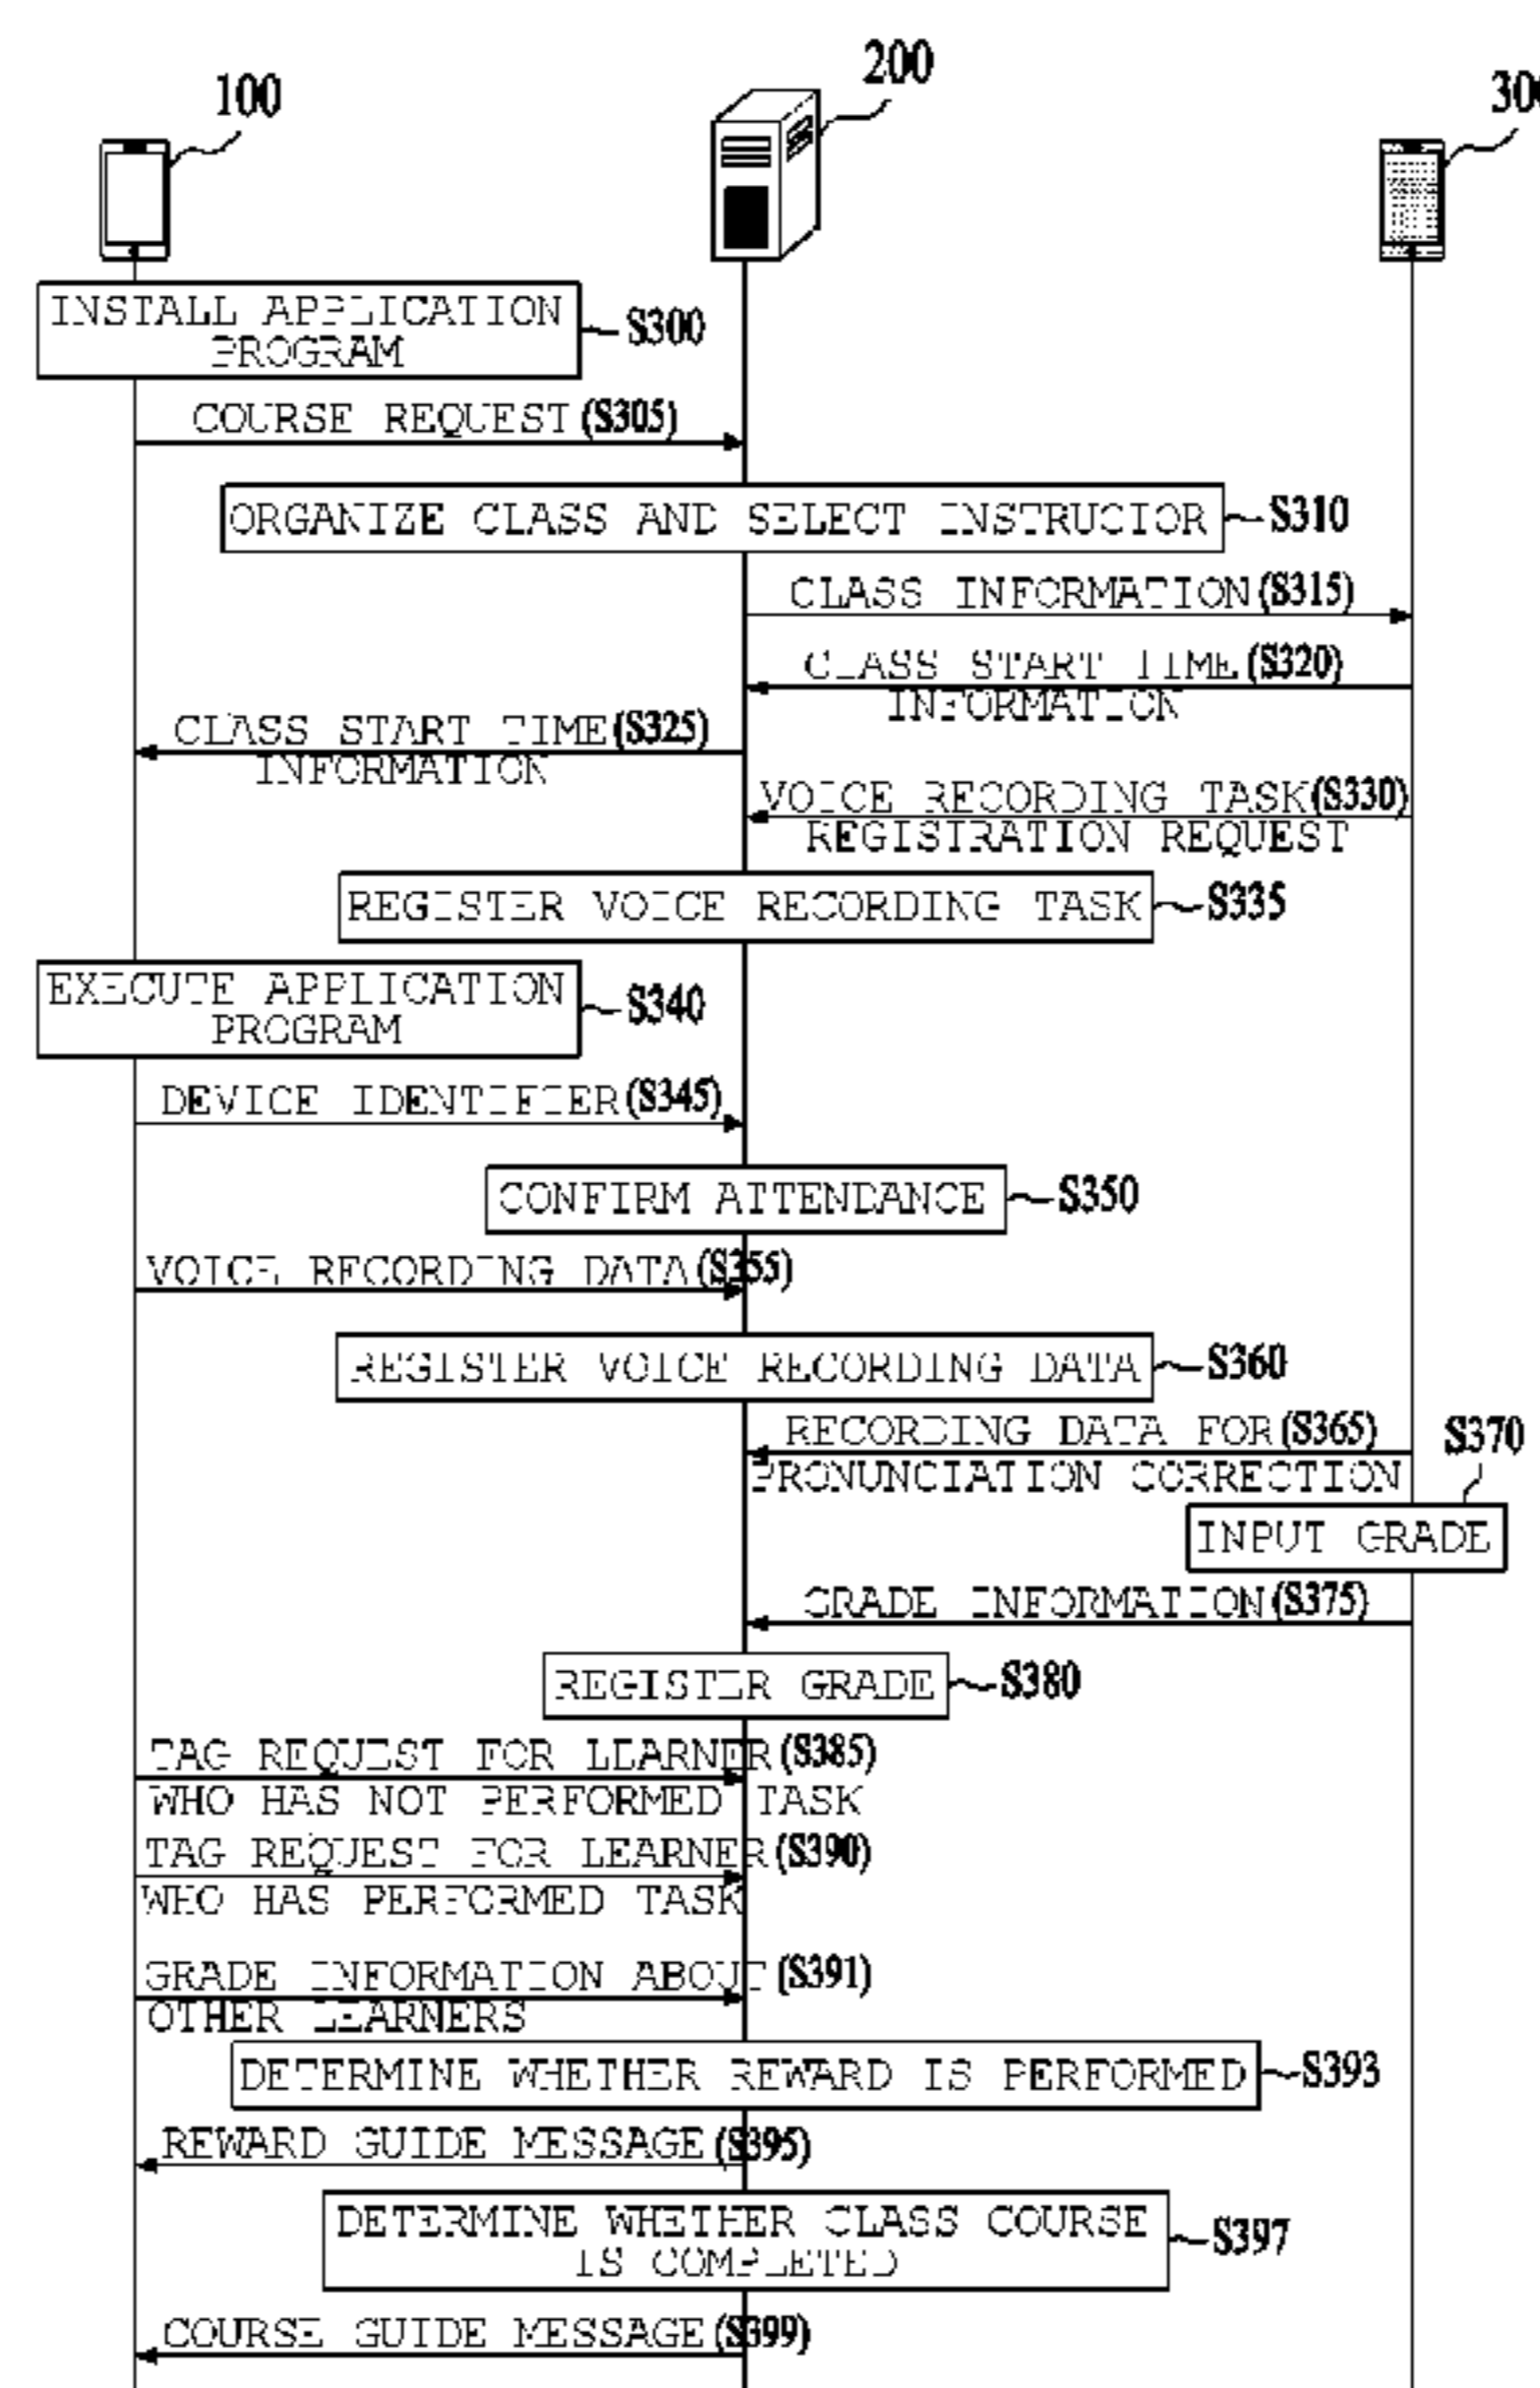 100
200
INSTALL APPLICATION
PROGRAM
S300
COURSE REQUEST (S305)
ORGANIZE CLASS AND SELECT INSTRUCTOR
S310
CLASS INFORMATION (S315)
CLASS START TIME (S320)
INFORMATION
CLASS START TIME (S325)
INFORMATION
VOICE RECORDING TASK (S330)
REGISTRATION REQUEST
REGISTER VOICE RECORDING TASK
S335
EXECUTE APPLICATION
PROGRAM
S340
DEVICE IDENTIFIER (S345)
CONFIRM ATTENDANCE
S350
VOICE RECORDING DATA (S355)
REGISTER VOICE RECORDING DATA
S360
RECORDING DATA FOR (S365)
PRONUNCIATION CORRECTION
S370
INPUT GRADE
GRADE INFORMATION (S375)
REGISTER GRADE
S380
TAG REQUEST FOR LEARNER (S385)
WHO HAS NOT PERFORMED TASK
TAG REQUEST FOR LEARNER (S390)
WHO HAS PERFORMED TASK
GRADE INFORMATION ABOUT (S391)
OTHER LEARNERS
DETERMINE WHETHER REWARD IS PERFORMED
S393
REWARD GUIDE MESSAGE (S395)
DETERMINE WHETHER CLASS COURSE
IS COMPLETED
S397
COURSE GUIDE MESSAGE (S399)